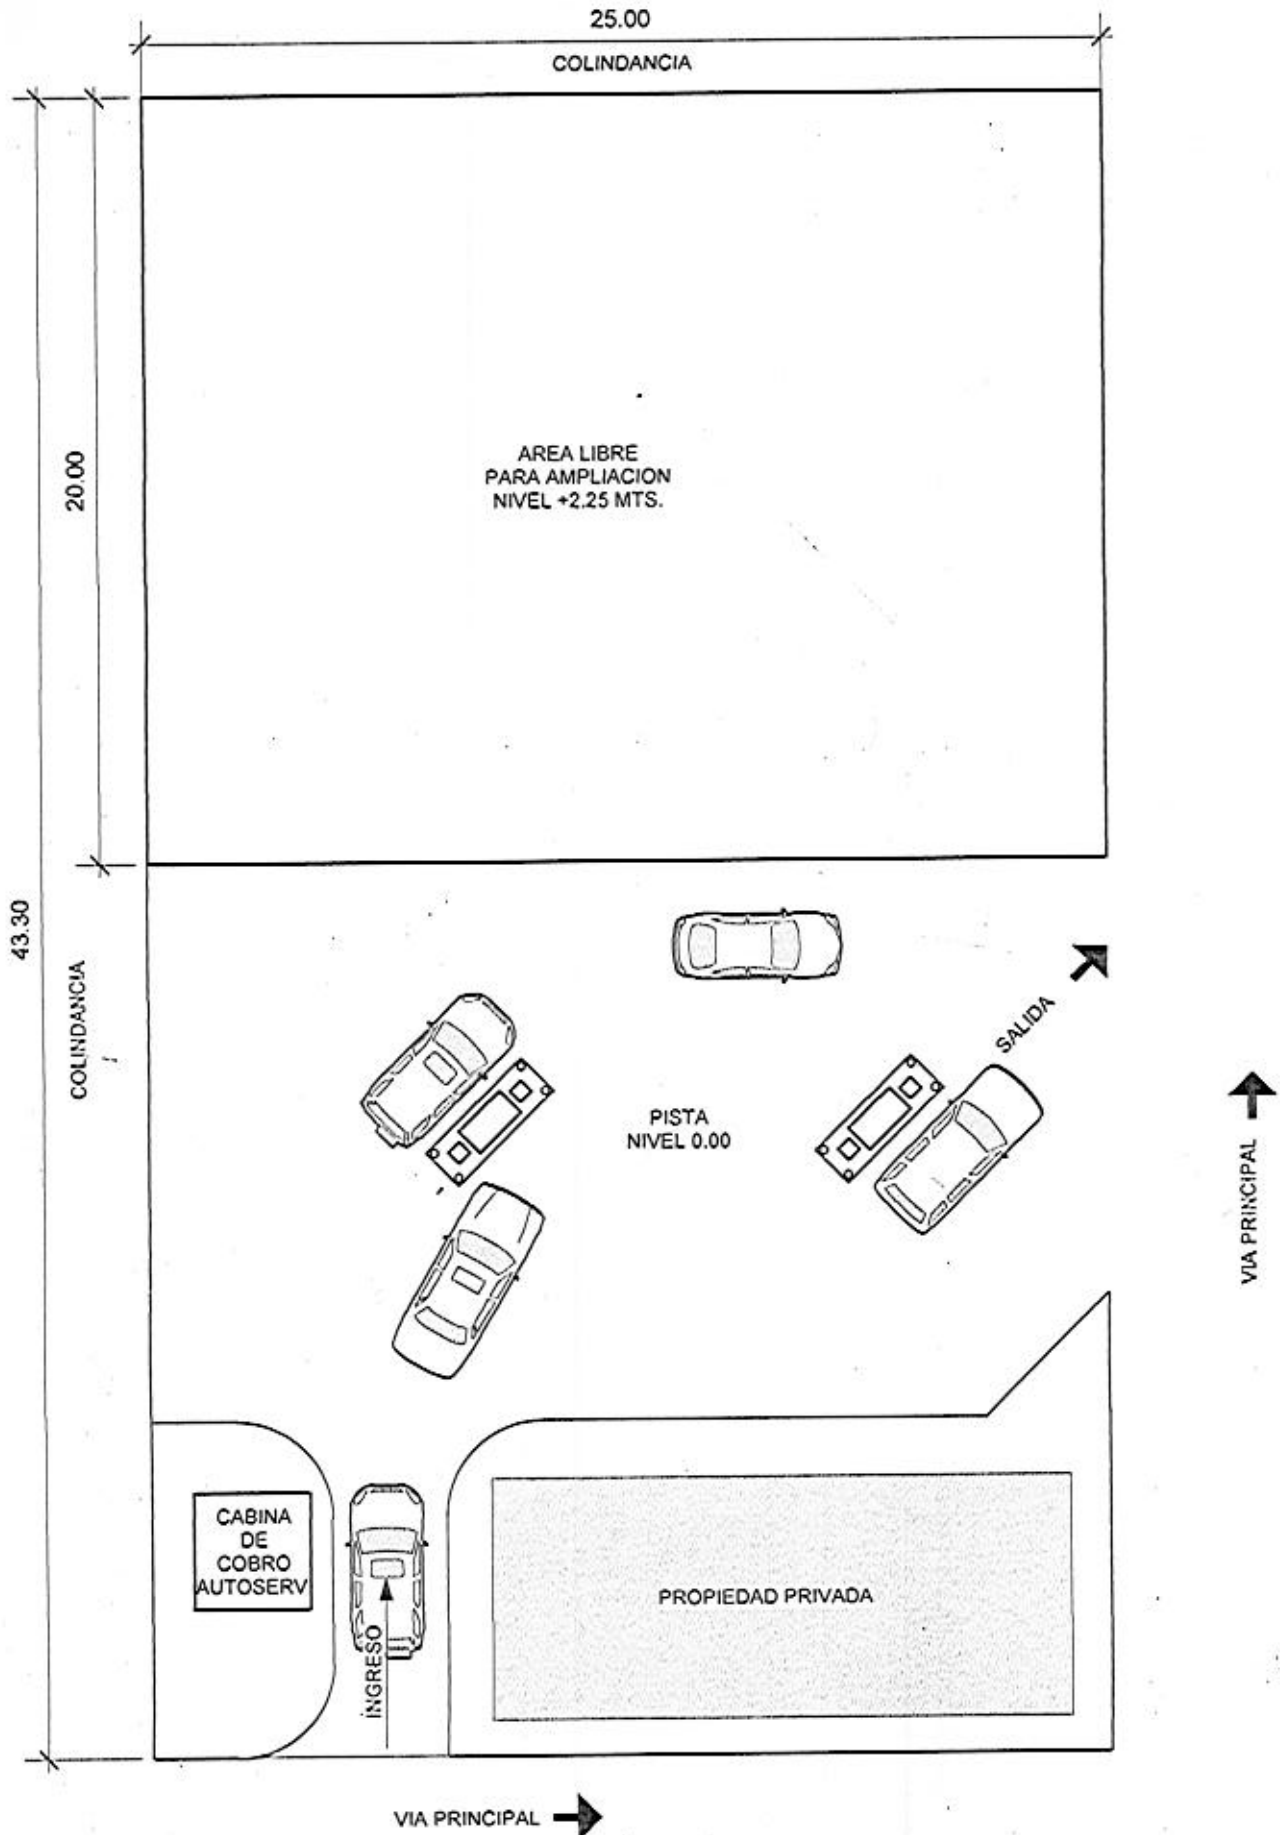 25.00
COLINDANCIA
20.00
AREA LIBRE
PARA AMPLIACION
NIVEL +2.25 MTS.
43.30
COLINDANCIA
SALIDA
PISTA
NIVEL 0.00
VIA PRINCIPAL
CABINA
DE
COBRO
AUTOSERV
INGRESO
PROPIEDAD PRIVADA
VIA PRINCIPAL